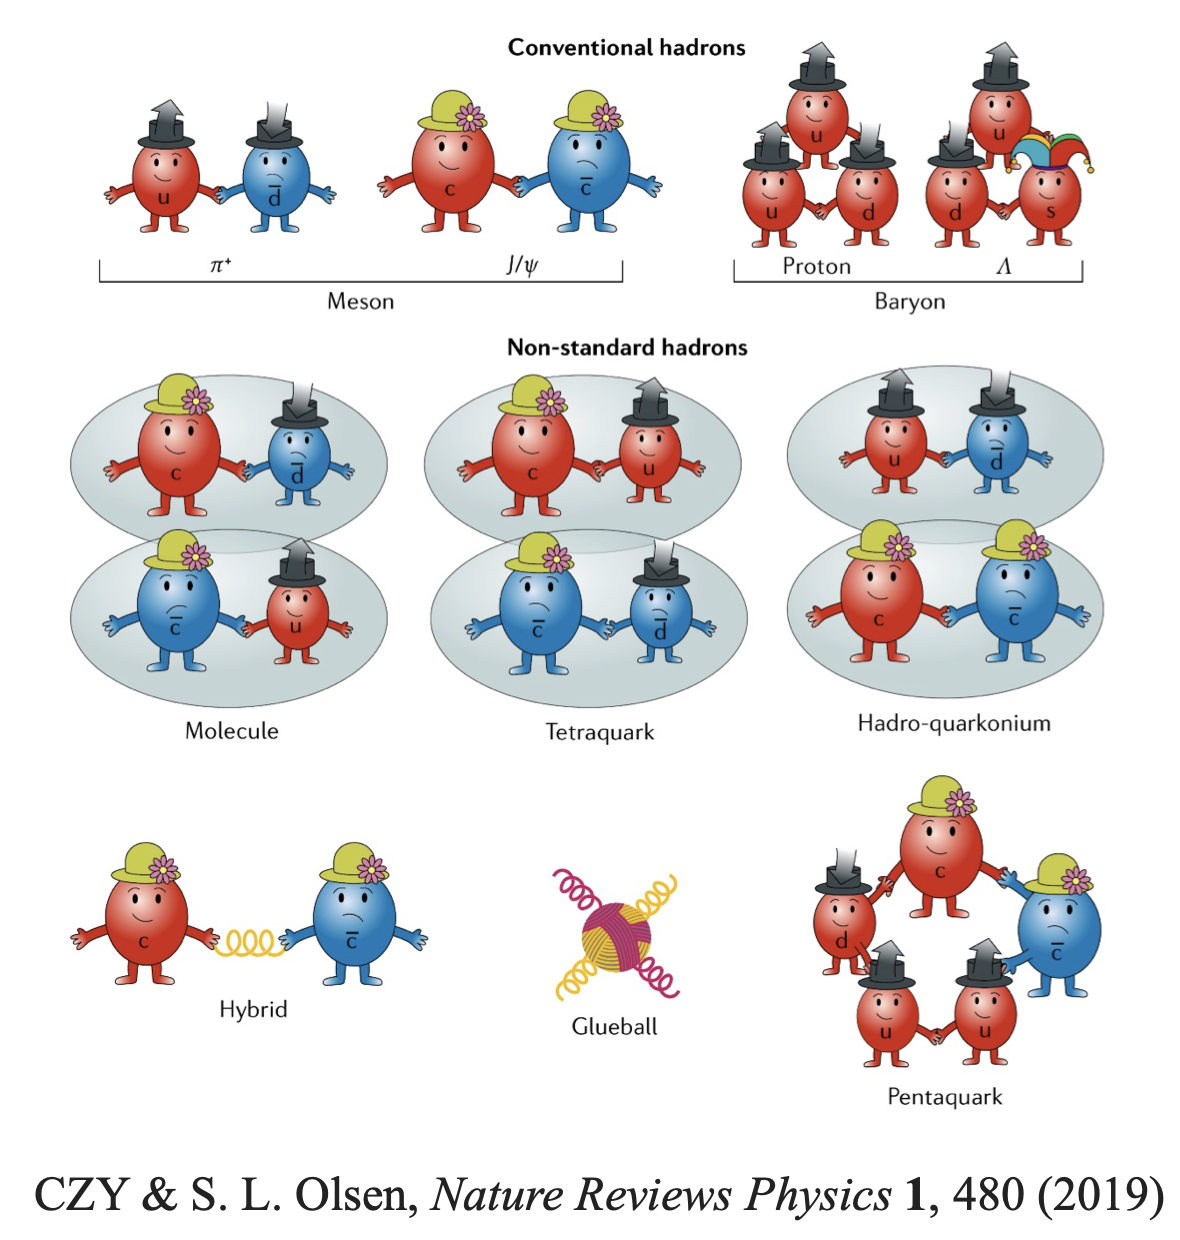 Conventional hadrons
u
d̅
c
c̅
u
u
d
u
d
s
π⁺
J/ψ
Proton
Λ
Meson
Baryon
Non-standard hadrons
c
d̅
c
u
u
d̅
c̅
u
c̅
d̅
c
c̅
Molecule
Tetraquark
Hadro-quarkonium
c
c̅
c
d
c̅
u
u
Hybrid
Glueball
Pentaquark
CZY & S. L. Olsen, Nature Reviews Physics 1, 480 (2019)